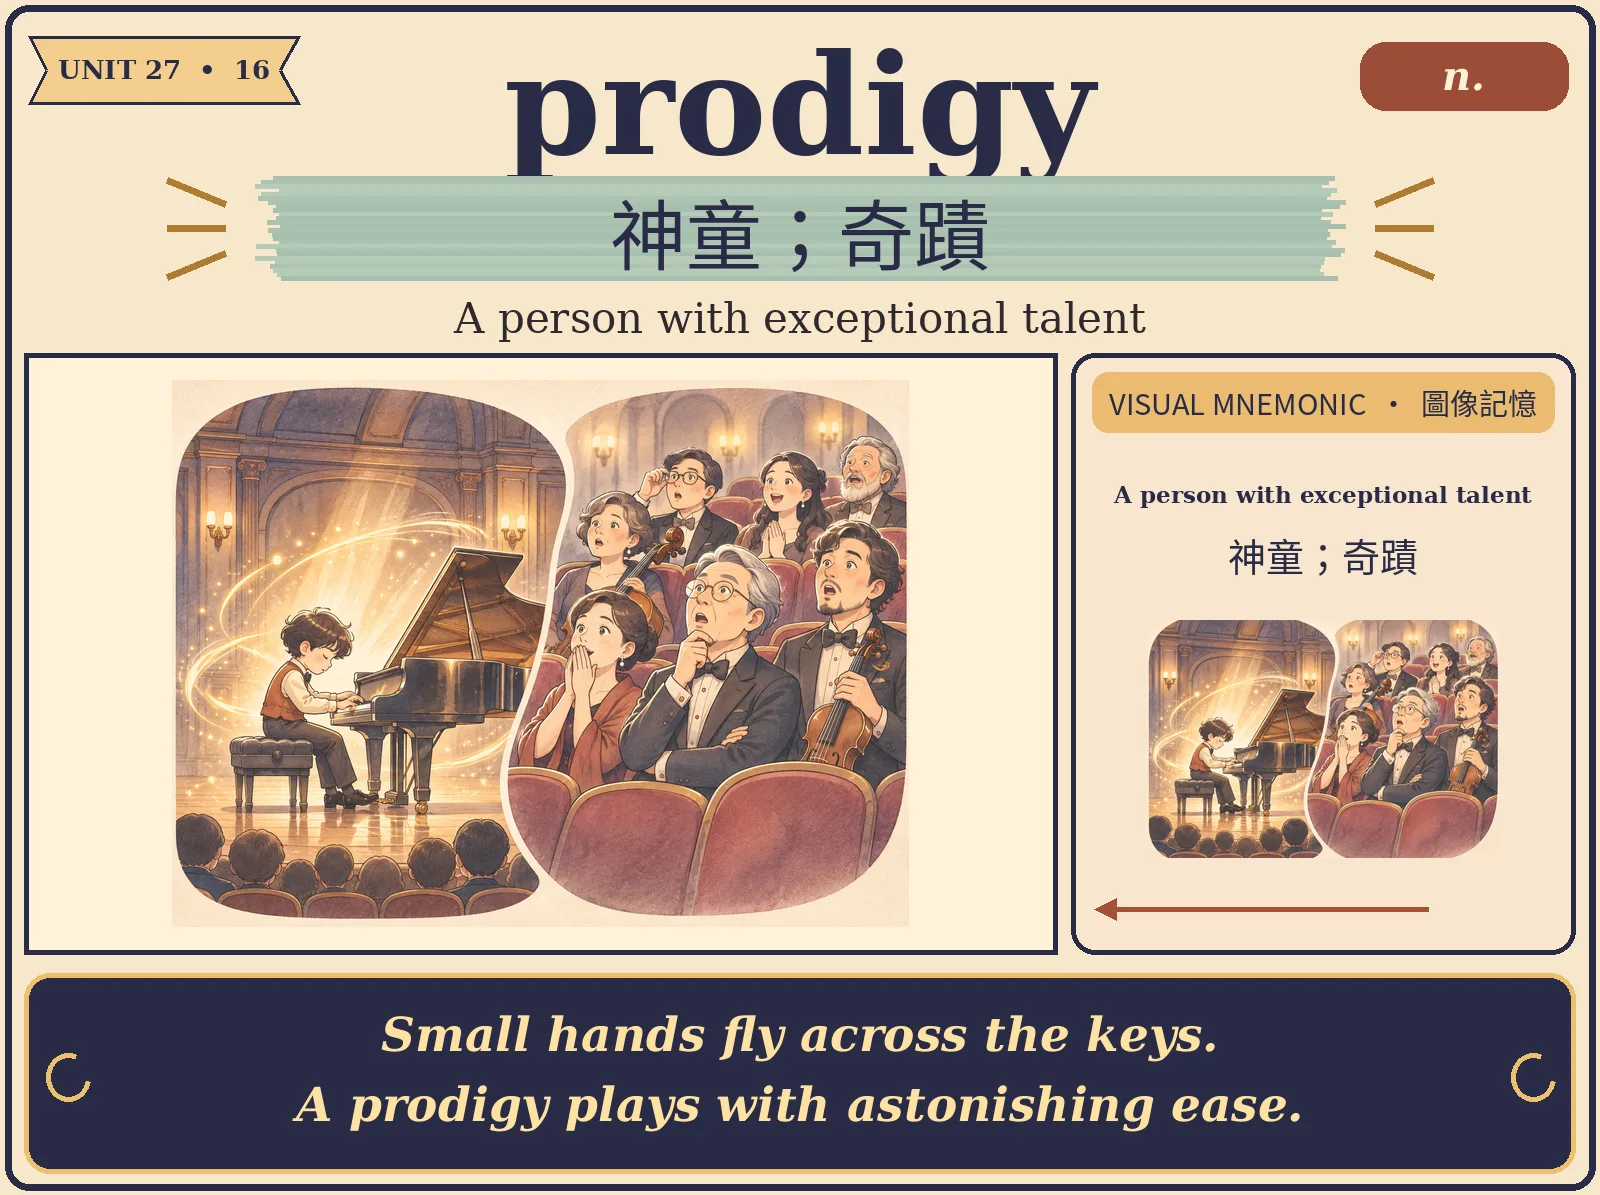 UNIT 27 • 16
prodigy
n.
神童；奇蹟
A person with exceptional talent
VISUAL MNEMONIC • 圖像記憶
A person with exceptional talent
神童；奇蹟
Small hands fly across the keys.
A prodigy plays with astonishing ease.